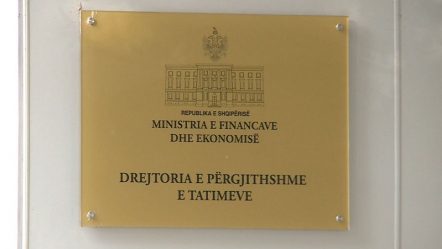 REPUBLIKA E SHQIPËRISË
MINISTRIA E FINANCAVE
DHE EKONOMISË
DREJTORIA E PËRGJITHSHME
E TATIMEVE